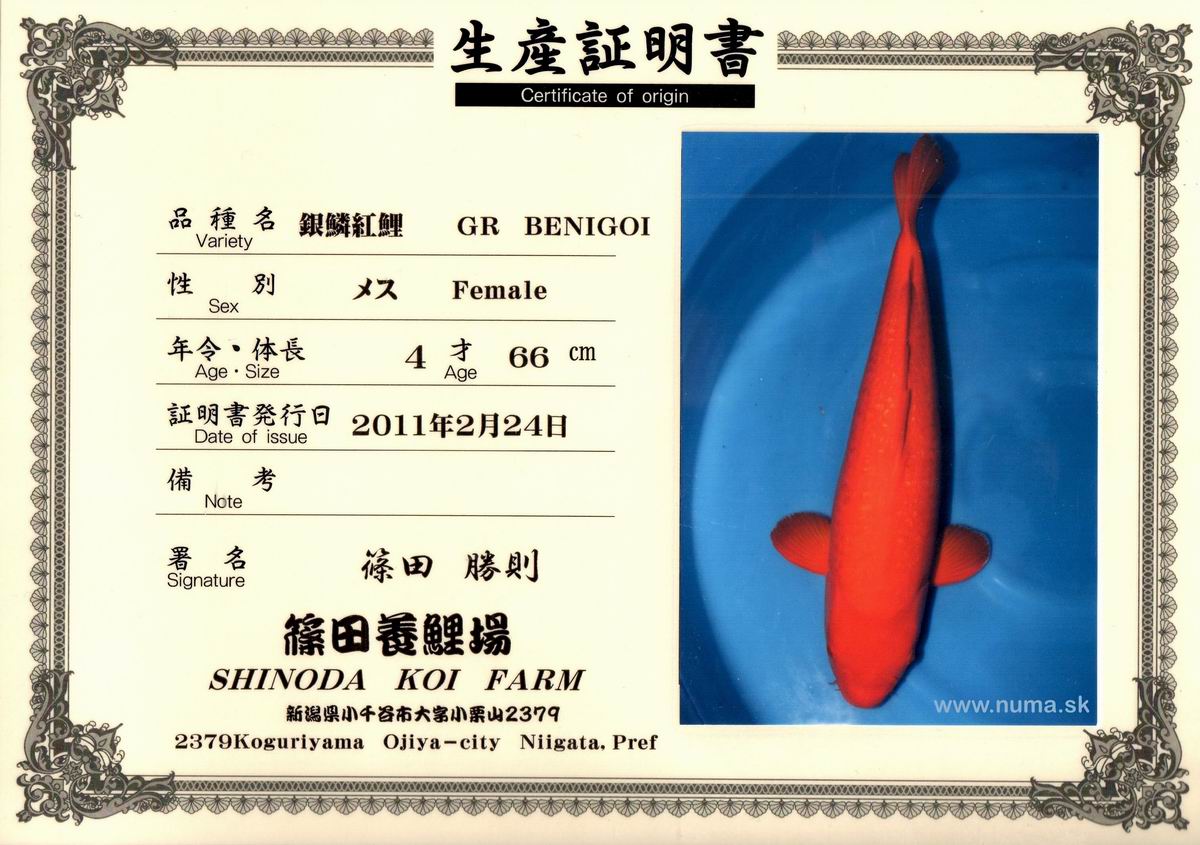 生産証明書
Certificate of origin
品種名 銀鱗紅鯉 GR BENIGOI
Variety
性別 メス Female
Sex
年令・体長 4 才 66 cm
Age・Size Age
証明書発行日 2011年2月24日
Date of issue
備考
Note
署名 篠田 勝則
Signature
篠田養鯉場
SHINODA KOI FARM
新潟県小千谷市大字小栗山2379
2379Koguriyama Ojiya-city Niigata, Pref
www.numa.sk